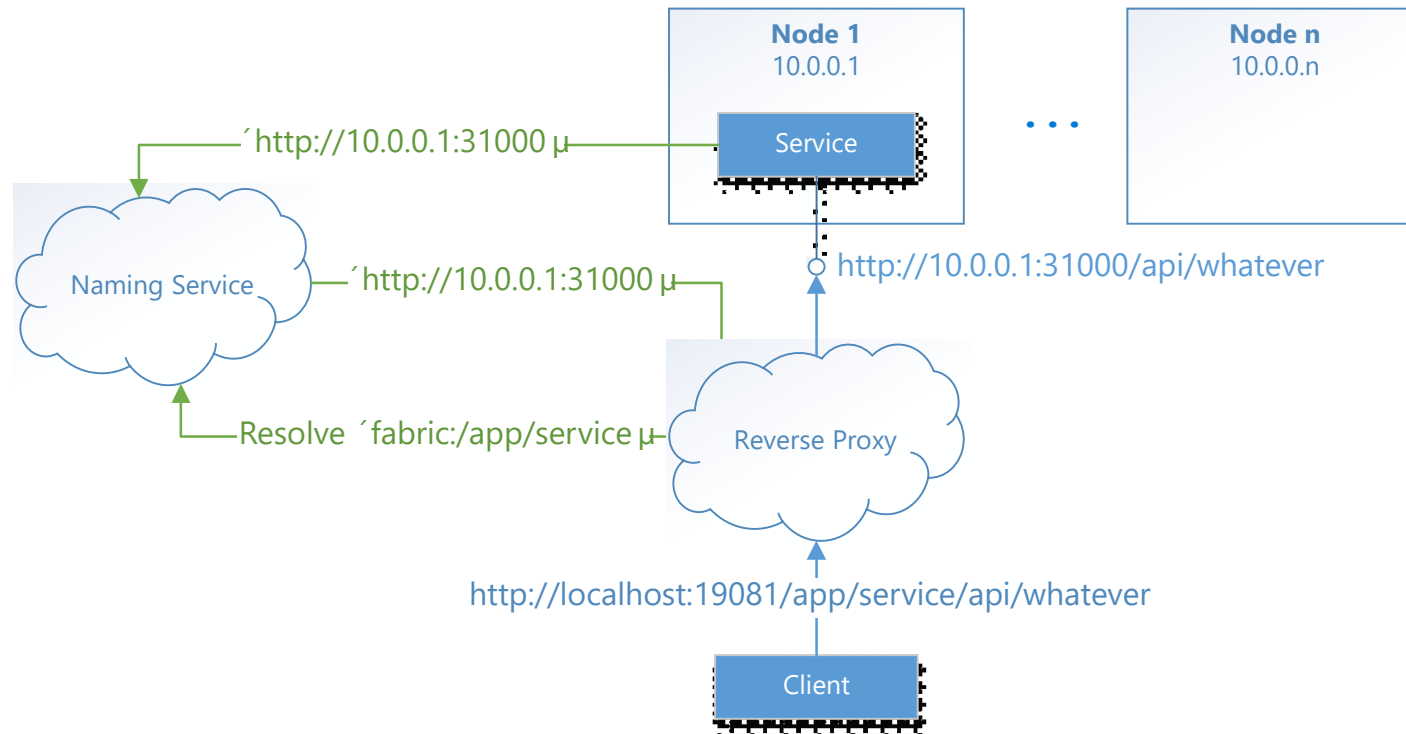 Node 1
10.0.0.1
Node n
10.0.0.n
...
Service
´http://10.0.0.1:31000 µ
http://10.0.0.1:31000/api/whatever
Naming Service
´http://10.0.0.1:31000 µ
Resolve ´fabric:/app/service µ
Reverse Proxy
http://localhost:19081/app/service/api/whatever
Client